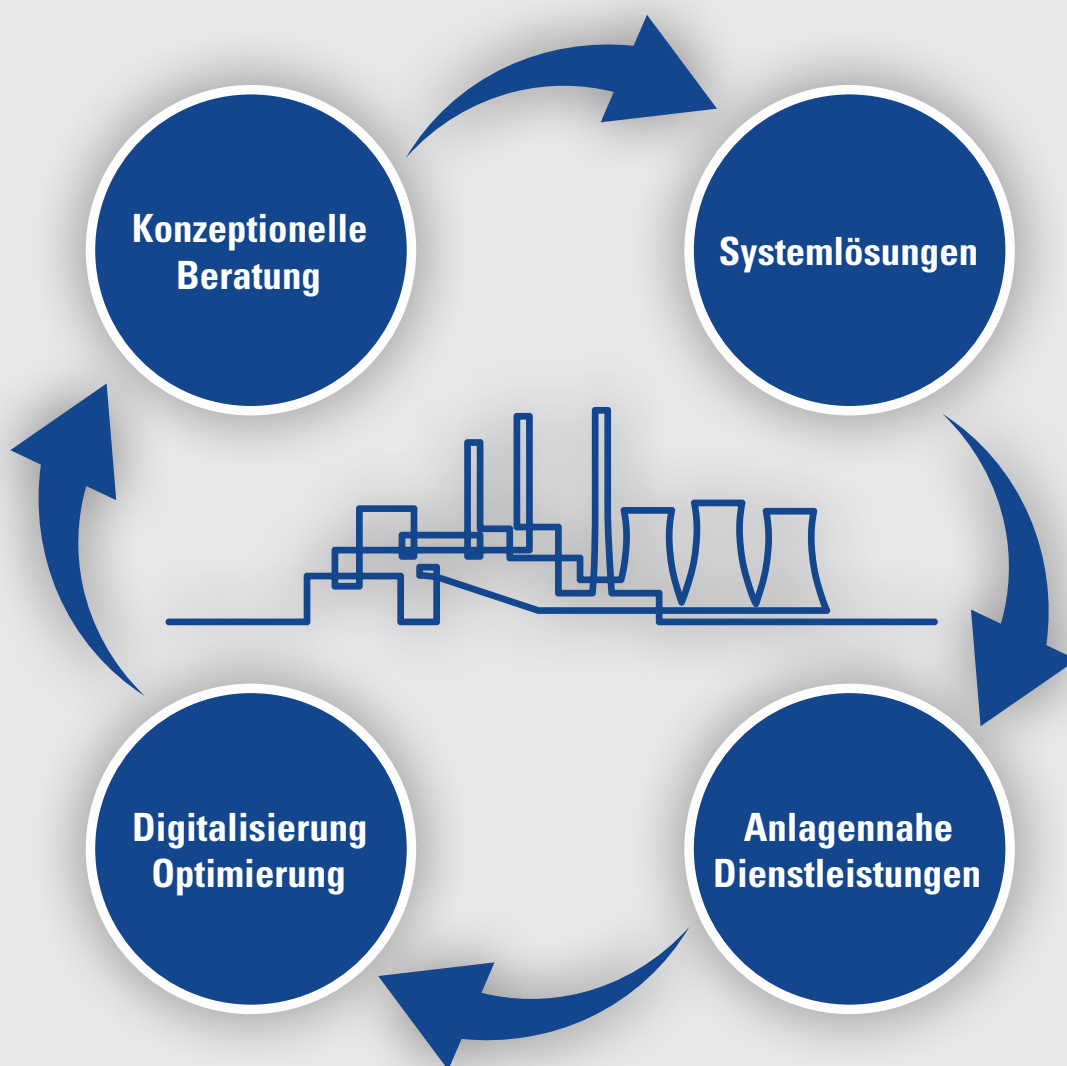 Konzeptionelle
Beratung
Systemlösungen
Anlagennahe
Dienstleistungen
Digitalisierung
Optimierung